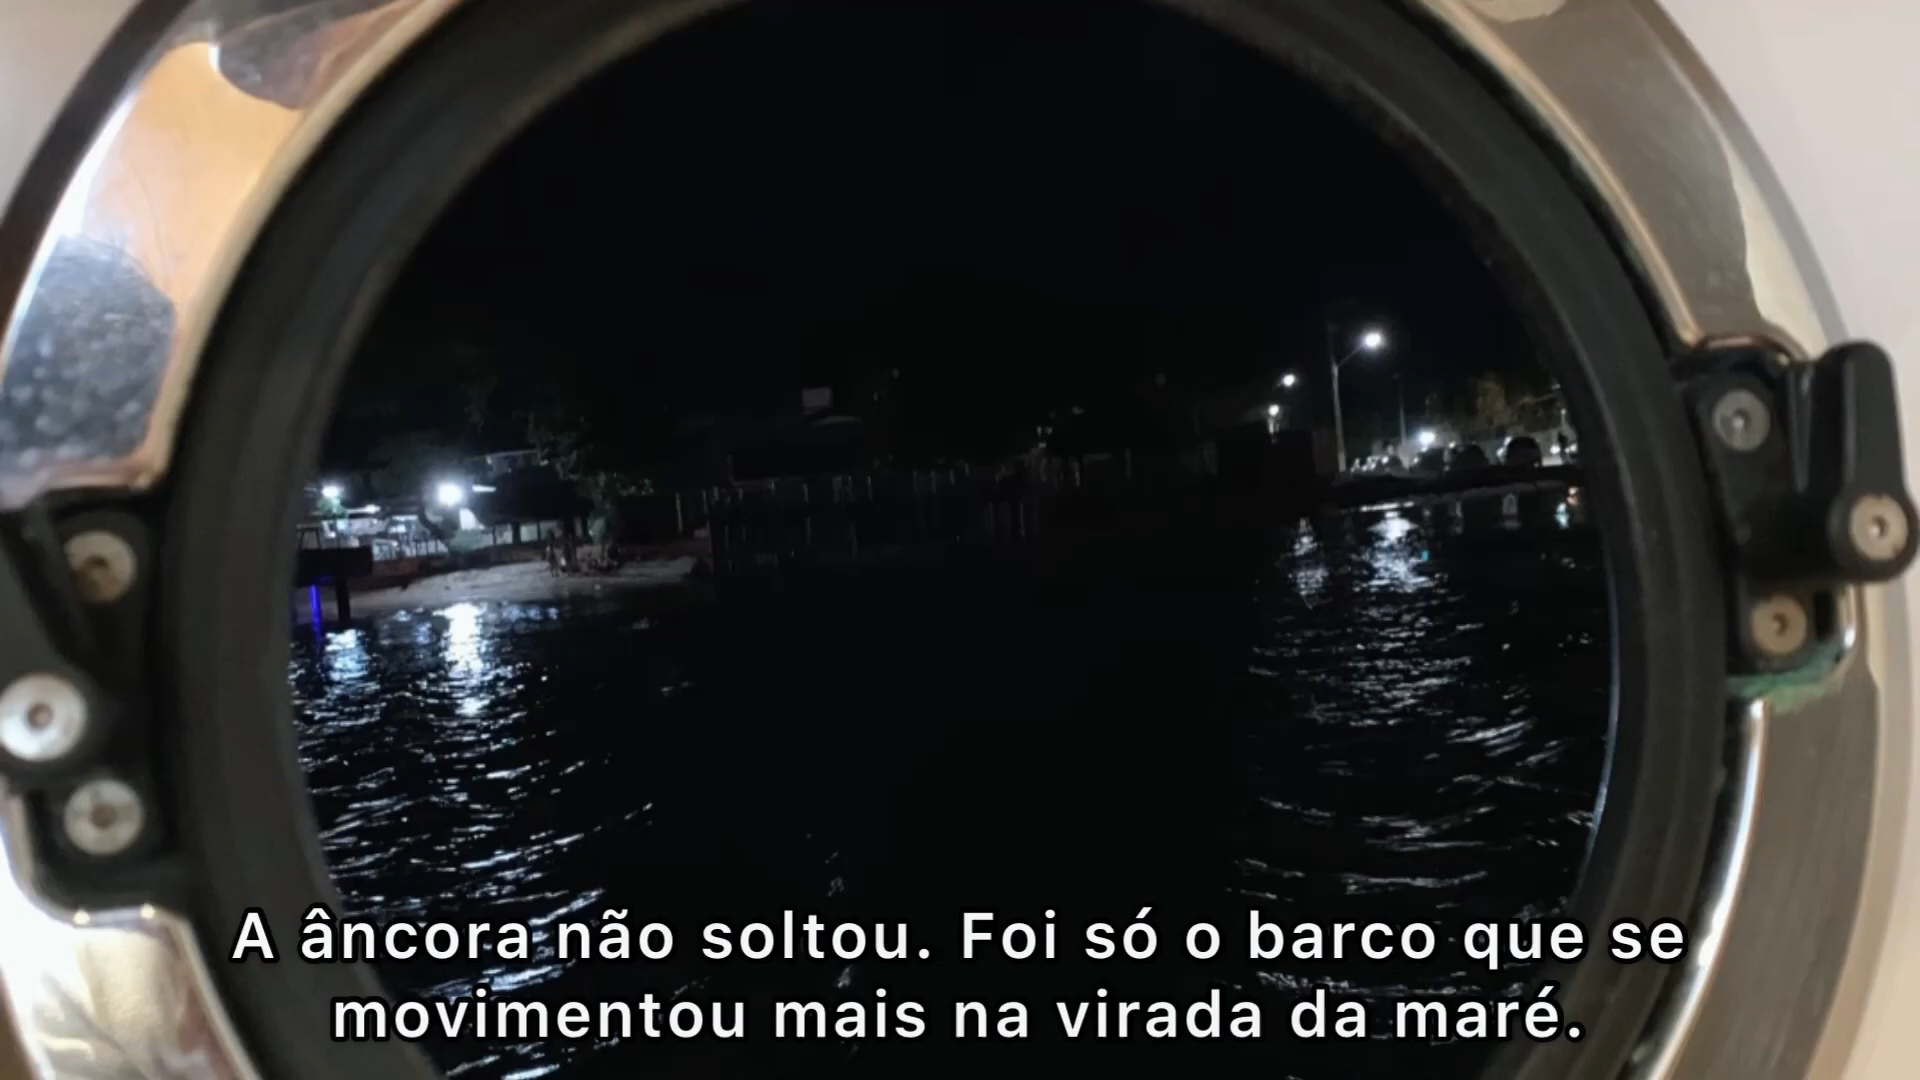 A âncora não soltou. Foi só o barco que se
movimentou mais na virada da maré.